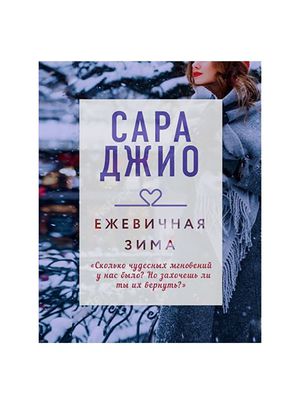 САРА
ДЖИО
ЕЖЕВИЧНАЯ
ЗИМА
«Сколько чудесных мгновений
у нас было? Но захочешь ли
ты их вернуть?»